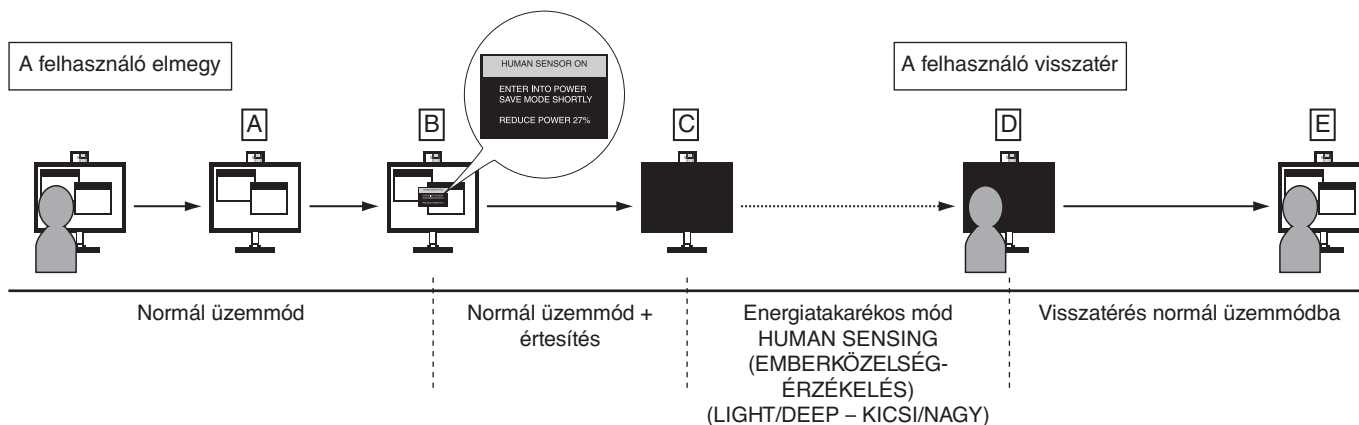 A felhasználó elmegy
HUMAN SENSOR ON
ENTER INTO POWER
SAVE MODE SHORTLY
REDUCE POWER 27%
A felhasználó visszatér
A
B
C
D
E
Normál üzemmód
Normál üzemmód +
értesítés
Energiatakarékos mód
HUMAN SENSING
(EMBERKÖZELSÉG-
ÉRZÉKELÉS)
(LIGHT/DEEP – KICSI/NAGY)
Visszatérés normál üzemmódba